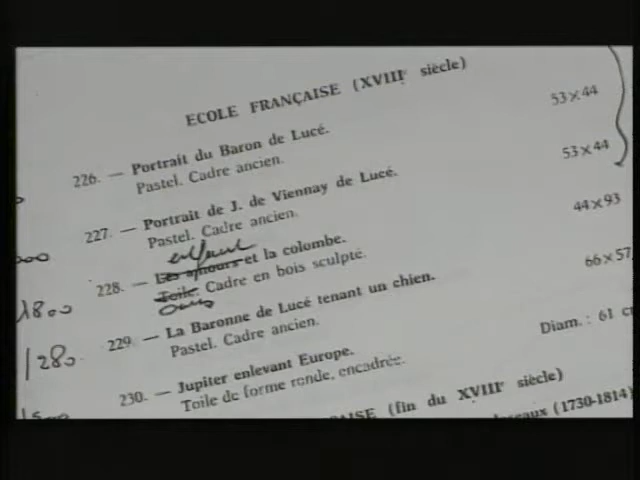 ECOLE FRANÇAISE (XVIIIe siècle)
226. — Portrait du Baron de Lucé. 53 × 44
Pastel. Cadre ancien.
227. — Portrait de J. de Viennay de Lucé. 53 × 44
Pastel. Cadre ancien.
enfant
228. — Les amours et la colombe. 44 × 93
Toile. Cadre en bois sculpté.
1800
229. — La Baronne de Lucé tenant un chien. 66 × 57
Pastel. Cadre ancien.
1280
230. — Jupiter enlevant Europe. Diam. : 61
Toile de forme ronde, encadrée.
(fin du XVIIIe siècle)
(1730-1814)